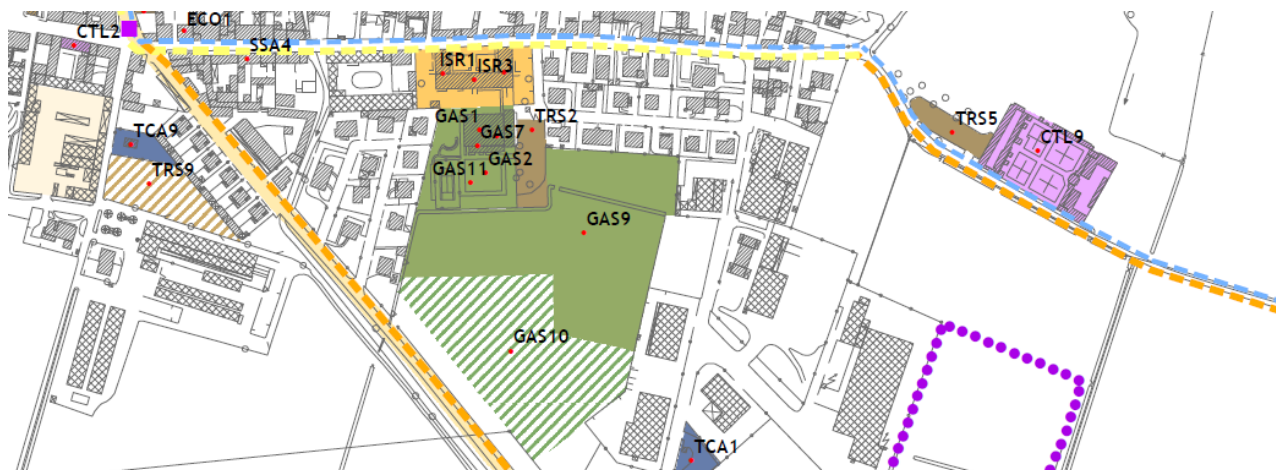 ECO1
CTL2
SSA4
ISR1
ISR3
GAS1
GAS7
TRS2
TRS5
CTL9
TCA9
GAS2
GAS11
TRS9
GAS9
GAS10
TCA1